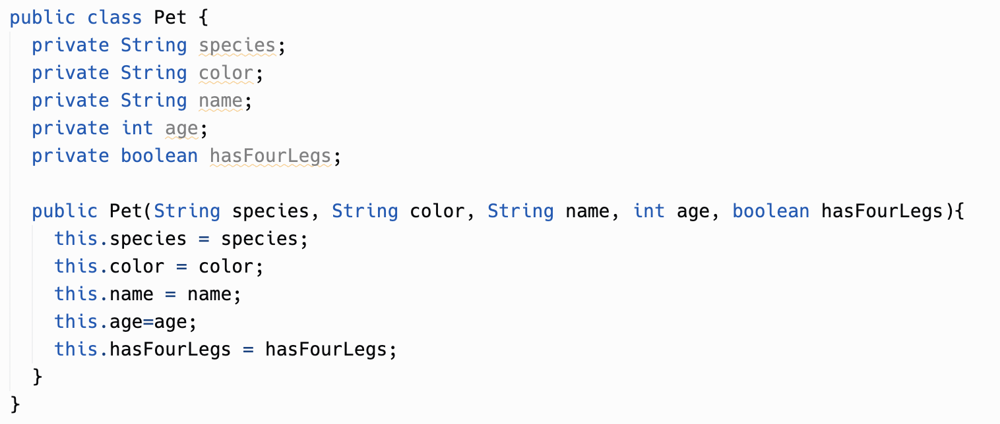 public class Pet {
  private String species;
  private String color;
  private String name;
  private int age;
  private boolean hasFourLegs;

  public Pet(String species, String color, String name, int age, boolean hasFourLegs){
    this.species = species;
    this.color = color;
    this.name = name;
    this.age=age;
    this.hasFourLegs = hasFourLegs;
  }
}